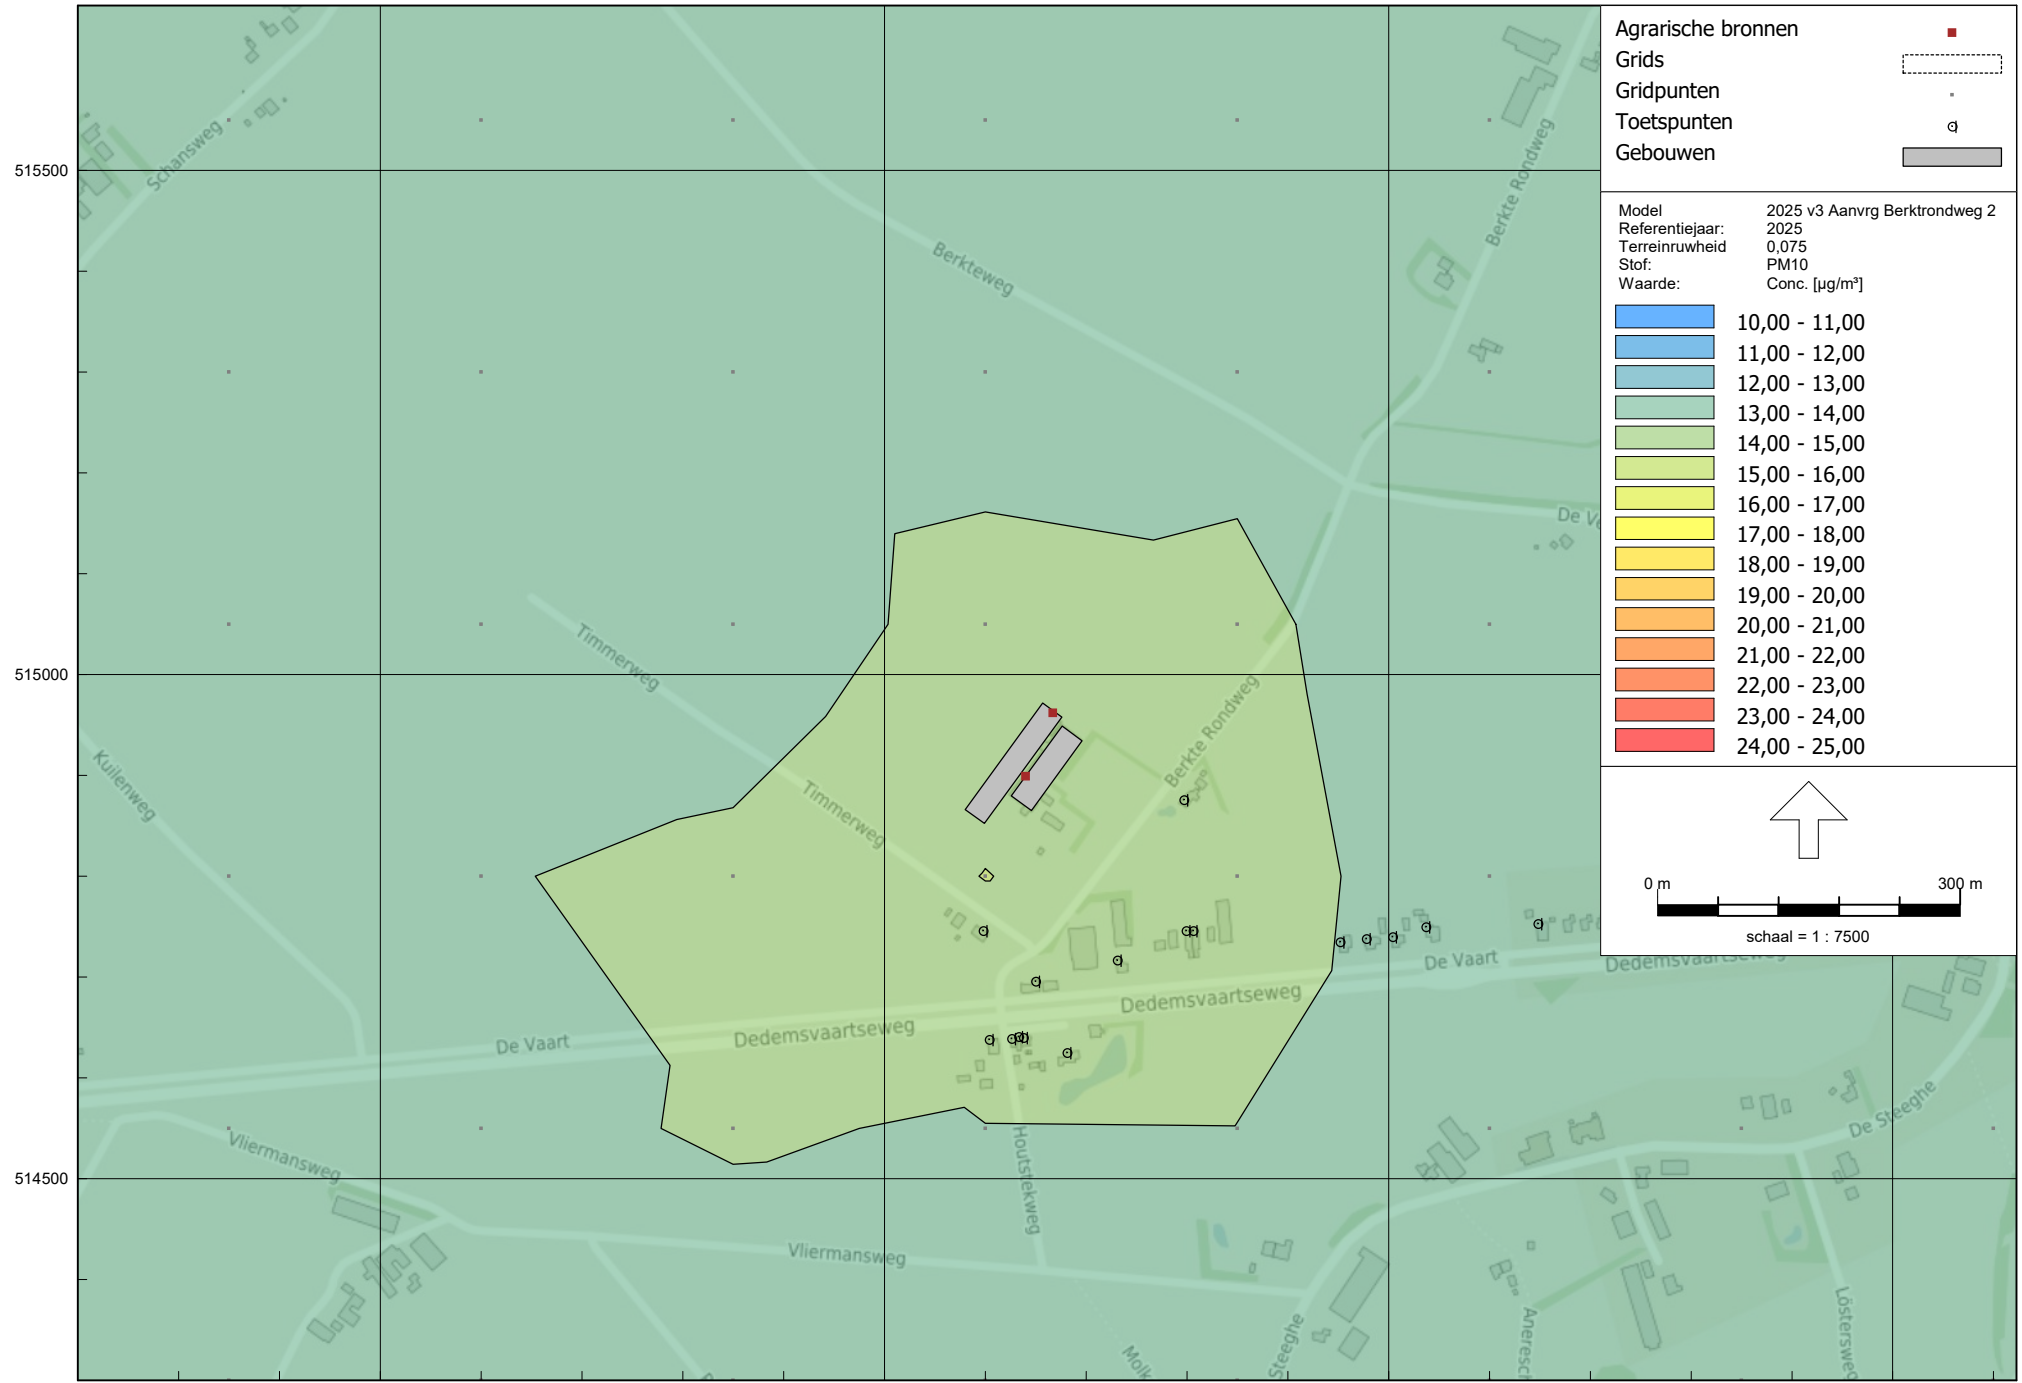 Agrarische bronnen
Grids
Gridpunten
Toetspunten
Gebouwen
Model 2025 v3 Aanvrg Berktrondweg 2
Referentiejaar: 2025
Terreinruwheid 0,075
Stof: PM10
Waarde: Conc. [µg/m³]
10,00 - 11,00
11,00 - 12,00
12,00 - 13,00
13,00 - 14,00
14,00 - 15,00
15,00 - 16,00
16,00 - 17,00
17,00 - 18,00
18,00 - 19,00
19,00 - 20,00
20,00 - 21,00
21,00 - 22,00
22,00 - 23,00
23,00 - 24,00
24,00 - 25,00
0 m 300 m
schaal = 1 : 7500
515500
515000
514500
Schansweg
Berkteweg
Berkte Rondweg
De Ve
Timmerweg
Kuilenweg
Timmerweg
Berkte Rondweg
De Vaart
Dedemsvaartseweg
Dedemsvaartseweg
De Vaart
Dedemsvaartseweg
De Steeghe
Vliermansweg
Houtstekweg
Vliermansweg
Molk
Steeghe
Aneresch
Löstersweg